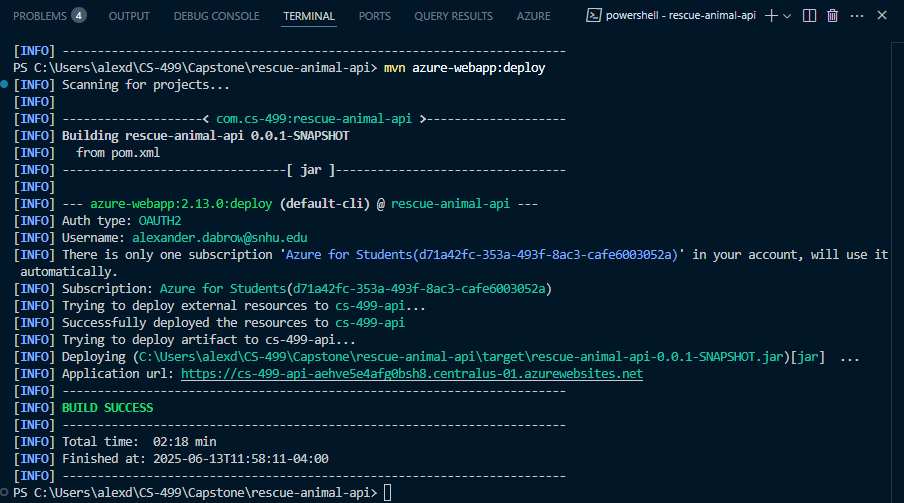 PROBLEMS 4 OUTPUT DEBUG CONSOLE TERMINAL PORTS QUERY RESULTS AZURE powershell - rescue-animal-api
[INFO] ------------------------------------------------------------------------
PS C:\Users\alexd\CS-499\Capstone\rescue-animal-api> mvn azure-webapp:deploy
[INFO] Scanning for projects...
[INFO]
[INFO] --------------------< com.cs-499:rescue-animal-api >--------------------
[INFO] Building rescue-animal-api 0.0.1-SNAPSHOT
[INFO]   from pom.xml
[INFO] --------------------------------[ jar ]---------------------------------
[INFO]
[INFO] --- azure-webapp:2.13.0:deploy (default-cli) @ rescue-animal-api ---
[INFO] Auth type: OAUTH2
[INFO] Username: alexander.dabrow@snhu.edu
[INFO] There is only one subscription 'Azure for Students(d71a42fc-353a-493f-8ac3-cafe6003052a)' in your account, will use it
automatically.
[INFO] Subscription: Azure for Students(d71a42fc-353a-493f-8ac3-cafe6003052a)
[INFO] Trying to deploy external resources to cs-499-api...
[INFO] Successfully deployed the resources to cs-499-api
[INFO] Trying to deploy artifact to cs-499-api...
[INFO] Deploying (C:\Users\alexd\CS-499\Capstone\rescue-animal-api\target\rescue-animal-api-0.0.1-SNAPSHOT.jar)[jar]  ...
[INFO] Application url: https://cs-499-api-aehve5e4afg0bsh8.centralus-01.azurewebsites.net
[INFO] ------------------------------------------------------------------------
[INFO] BUILD SUCCESS
[INFO] ------------------------------------------------------------------------
[INFO] Total time:  02:18 min
[INFO] Finished at: 2025-06-13T11:58:11-04:00
[INFO] ------------------------------------------------------------------------
PS C:\Users\alexd\CS-499\Capstone\rescue-animal-api>